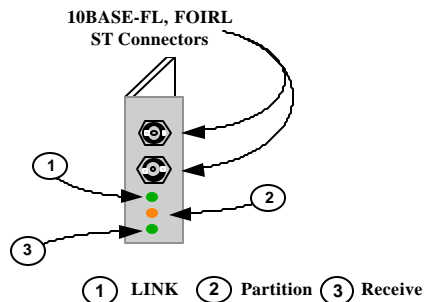 10BASE-FL, FOIRL
ST Connectors
1
2
3
1 LINK 2 Partition 3 Receive